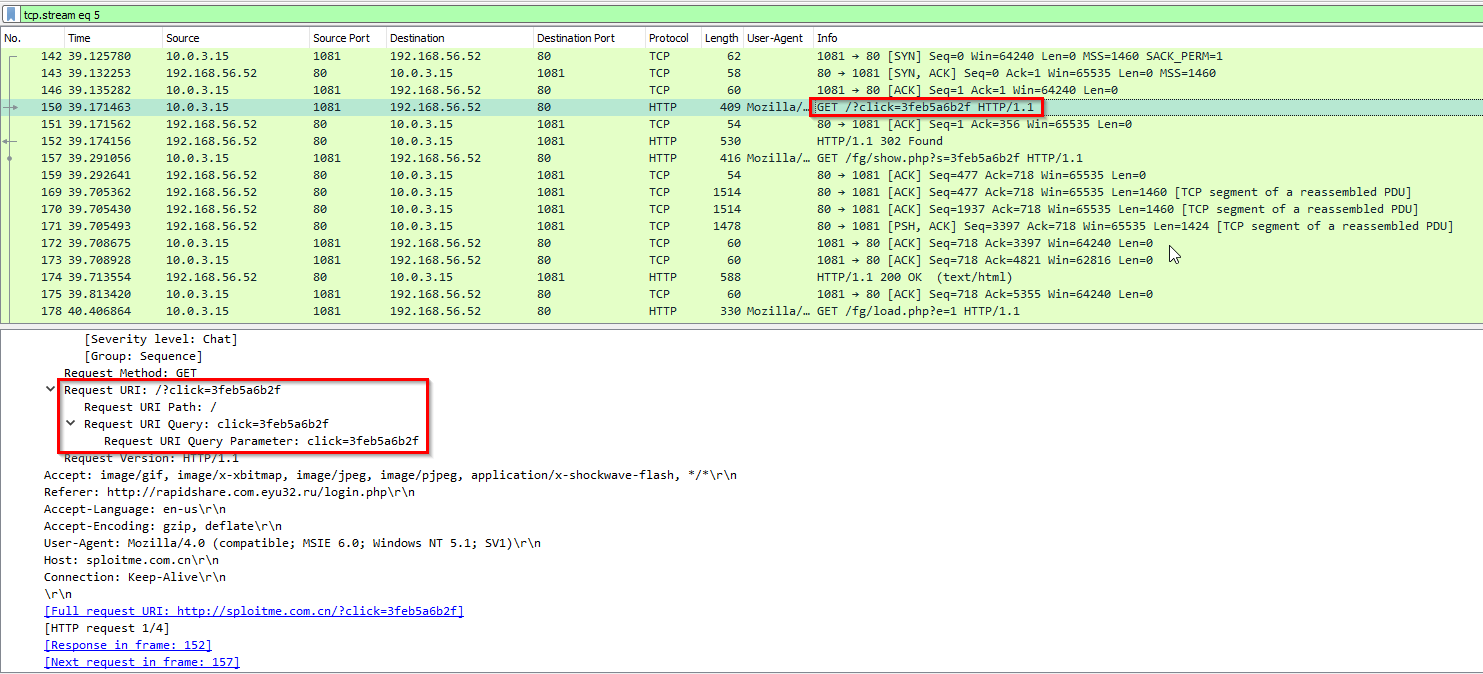 tcp.stream eq 5
No. Time Source Source Port Destination Destination Port Protocol Length User-Agent Info
142 39.125780 10.0.3.15 1081 192.168.56.52 80 TCP 62 1081 → 80 [SYN] Seq=0 Win=64240 Len=0 MSS=1460 SACK_PERM=1
143 39.132253 192.168.56.52 80 10.0.3.15 1081 TCP 58 80 → 1081 [SYN, ACK] Seq=0 Ack=1 Win=65535 Len=0 MSS=1460
146 39.135282 10.0.3.15 1081 192.168.56.52 80 TCP 60 1081 → 80 [ACK] Seq=1 Ack=1 Win=64240 Len=0
150 39.171463 10.0.3.15 1081 192.168.56.52 80 HTTP 409 Mozilla/… GET /?click=3feb5a6b2f HTTP/1.1
151 39.171562 192.168.56.52 80 10.0.3.15 1081 TCP 54 80 → 1081 [ACK] Seq=1 Ack=356 Win=65535 Len=0
152 39.174156 192.168.56.52 80 10.0.3.15 1081 HTTP 530 HTTP/1.1 302 Found
157 39.291056 10.0.3.15 1081 192.168.56.52 80 HTTP 416 Mozilla/… GET /fg/show.php?s=3feb5a6b2f HTTP/1.1
159 39.292641 192.168.56.52 80 10.0.3.15 1081 TCP 54 80 → 1081 [ACK] Seq=477 Ack=718 Win=65535 Len=0
169 39.705362 192.168.56.52 80 10.0.3.15 1081 TCP 1514 80 → 1081 [ACK] Seq=477 Ack=718 Win=65535 Len=1460 [TCP segment of a reassembled PDU]
170 39.705430 192.168.56.52 80 10.0.3.15 1081 TCP 1514 80 → 1081 [ACK] Seq=1937 Ack=718 Win=65535 Len=1460 [TCP segment of a reassembled PDU]
171 39.705493 192.168.56.52 80 10.0.3.15 1081 TCP 1478 80 → 1081 [PSH, ACK] Seq=3397 Ack=718 Win=65535 Len=1424 [TCP segment of a reassembled PDU]
172 39.708675 10.0.3.15 1081 192.168.56.52 80 TCP 60 1081 → 80 [ACK] Seq=718 Ack=3397 Win=64240 Len=0
173 39.708928 10.0.3.15 1081 192.168.56.52 80 TCP 60 1081 → 80 [ACK] Seq=718 Ack=4821 Win=62816 Len=0
174 39.713554 192.168.56.52 80 10.0.3.15 1081 HTTP 588 HTTP/1.1 200 OK (text/html)
175 39.813420 10.0.3.15 1081 192.168.56.52 80 TCP 60 1081 → 80 [ACK] Seq=718 Ack=5355 Win=64240 Len=0
178 40.406864 10.0.3.15 1081 192.168.56.52 80 HTTP 330 Mozilla/… GET /fg/load.php?e=1 HTTP/1.1
[Severity level: Chat]
[Group: Sequence]
Request Method: GET
Request URI: /?click=3feb5a6b2f
Request URI Path: /
Request URI Query: click=3feb5a6b2f
Request URI Query Parameter: click=3feb5a6b2f
Request Version: HTTP/1.1
Accept: image/gif, image/x-xbitmap, image/jpeg, image/pjpeg, application/x-shockwave-flash, */*\r\n
Referer: http://rapidshare.com.eyu32.ru/login.php\r\n
Accept-Language: en-us\r\n
Accept-Encoding: gzip, deflate\r\n
User-Agent: Mozilla/4.0 (compatible; MSIE 6.0; Windows NT 5.1; SV1)\r\n
Host: sploitme.com.cn\r\n
Connection: Keep-Alive\r\n
\r\n
[Full request URI: http://sploitme.com.cn/?click=3feb5a6b2f]
[HTTP request 1/4]
[Response in frame: 152]
[Next request in frame: 157]